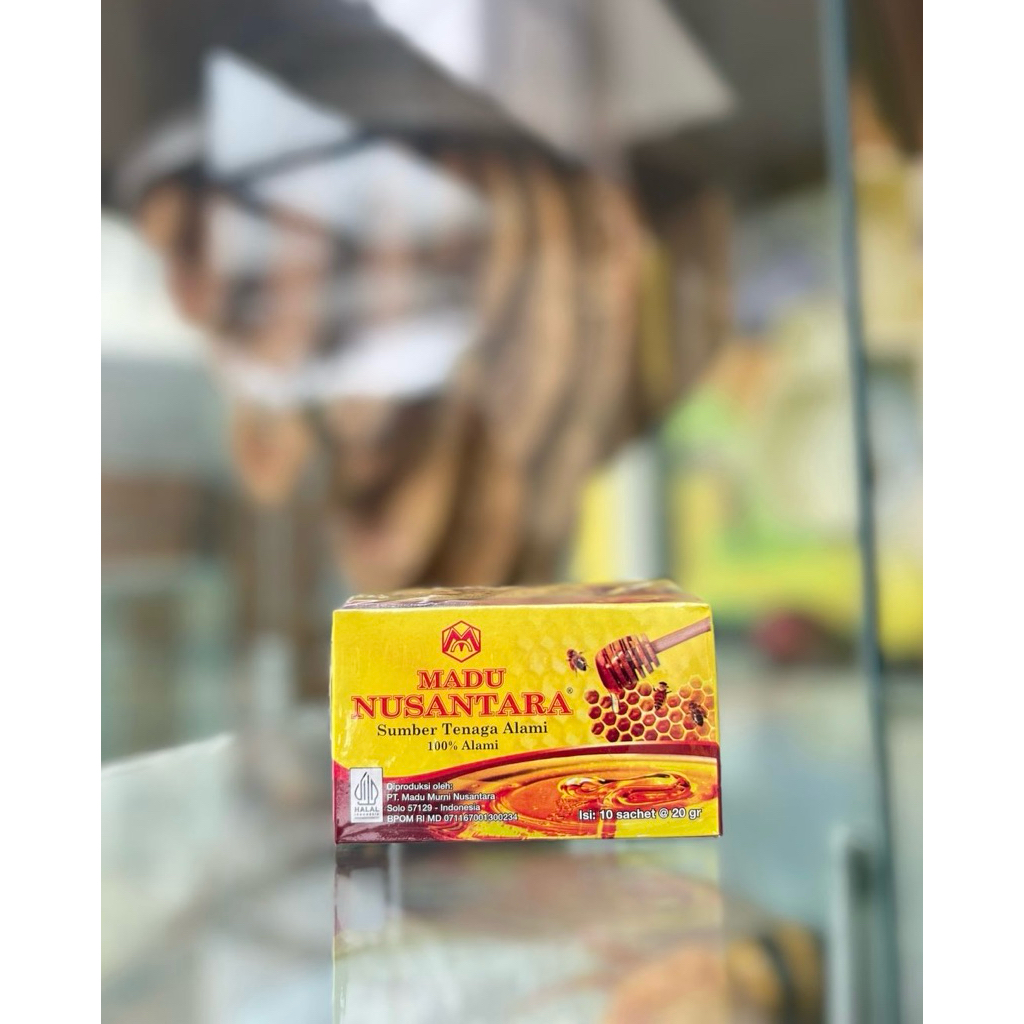 MADU
NUSANTARA®
Sumber Tenaga Alami
100% Alami
HALAL
INDONESIA
Diproduksi oleh:
PT. Madu Murni Nusantara
Solo 57129 - Indonesia
BPOM RI MD 071167001300234
Isi: 10 sachet @ 20 gr